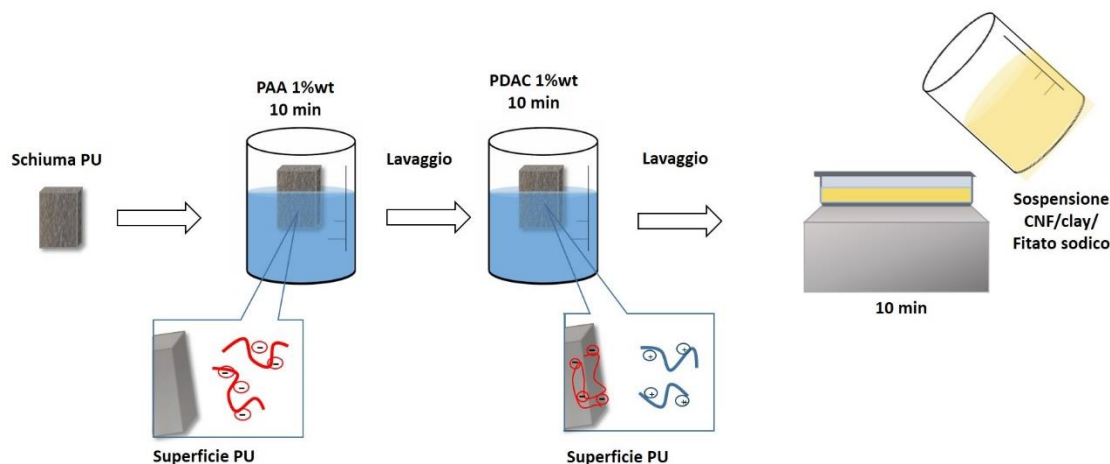 Schiuma PU
PAA 1%wt
10 min
Lavaggio
PDAC 1%wt
10 min
Lavaggio
Sospensione
CNF/clay/
Fitato sodico
10 min
Superficie PU
Superficie PU